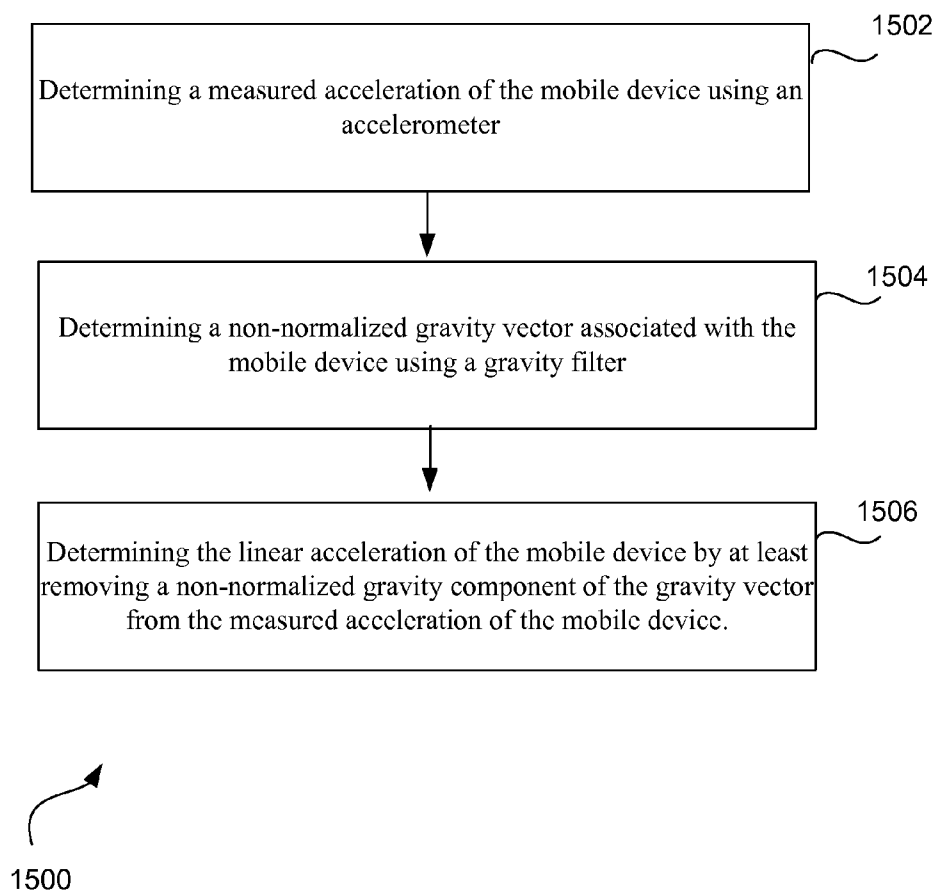 1502
Determining a measured acceleration of the mobile device using an
accelerometer
1504
Determining a non-normalized gravity vector associated with the
mobile device using a gravity filter
1506
Determining the linear acceleration of the mobile device by at least
removing a non-normalized gravity component of the gravity vector
from the measured acceleration of the mobile device.
1500